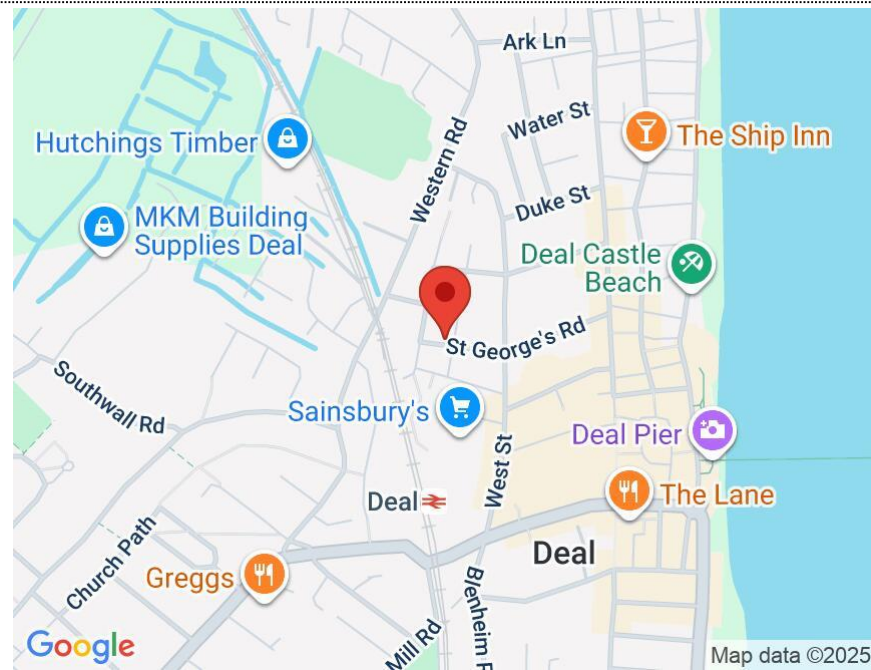 Ark Ln
Water St
The Ship Inn
Hutchings Timber
Western Rd
Duke St
MKM Building
Supplies Deal
Deal Castle
Beach
St George's Rd
Southwall Rd
Sainsbury's
Deal Pier
West St
Deal
The Lane
Church Path
Deal
Greggs
Blenheim R
Mill Rd
Google
Map data ©2025